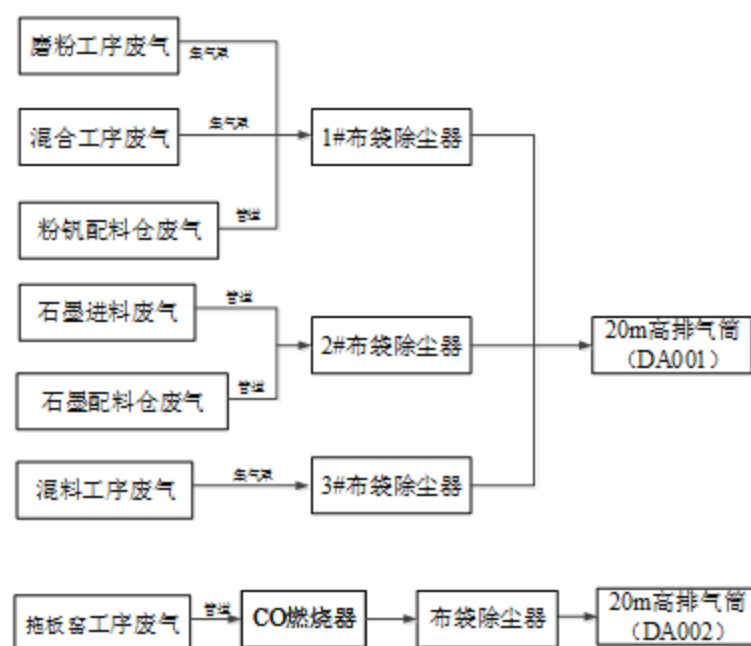 磨粉工序废气
集气罩
混合工序废气
集气罩
1#布袋除尘器
粉钒配料仓废气
管道
石墨进料废气
管道
2#布袋除尘器
20m高排气筒
（DA001）
石墨配料仓废气
管道
混料工序废气
集气罩
3#布袋除尘器
拖板窑工序废气
管道
CO燃烧器
布袋除尘器
20m高排气筒
（DA002）